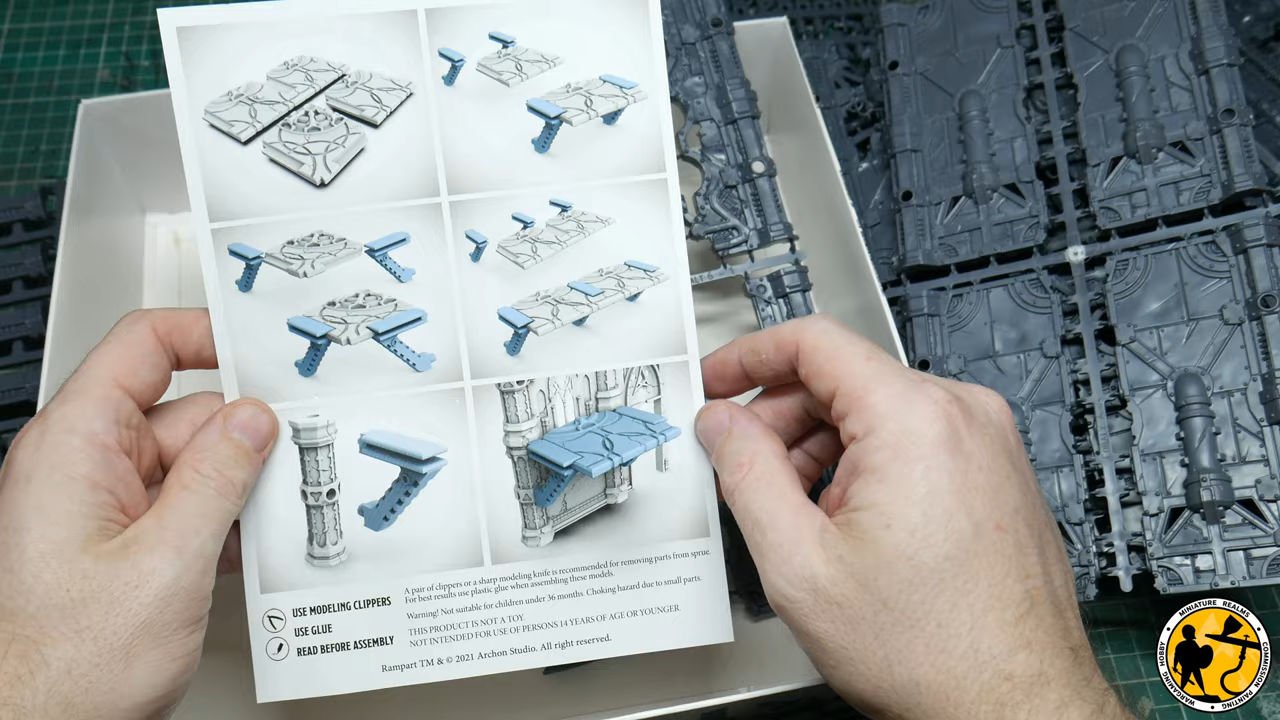 A pair of clippers or a sharp modeling knife is recommended for removing parts from sprue.
For best results use plastic glue when assembling these models.
Warning! Not suitable for children under 36 months. Choking hazard due to small parts.
THIS PRODUCT IS NOT A TOY.
NOT INTENDED FOR USE OF PERSONS 14 YEARS OF AGE OR YOUNGER.
USE MODELING CLIPPERS
USE GLUE
READ BEFORE ASSEMBLY
Rampart TM & © 2021 Archon Studio. All right reserved.
MINIATURE REALMS
WARGAMING HOBBY
COMMISSION PAINTING